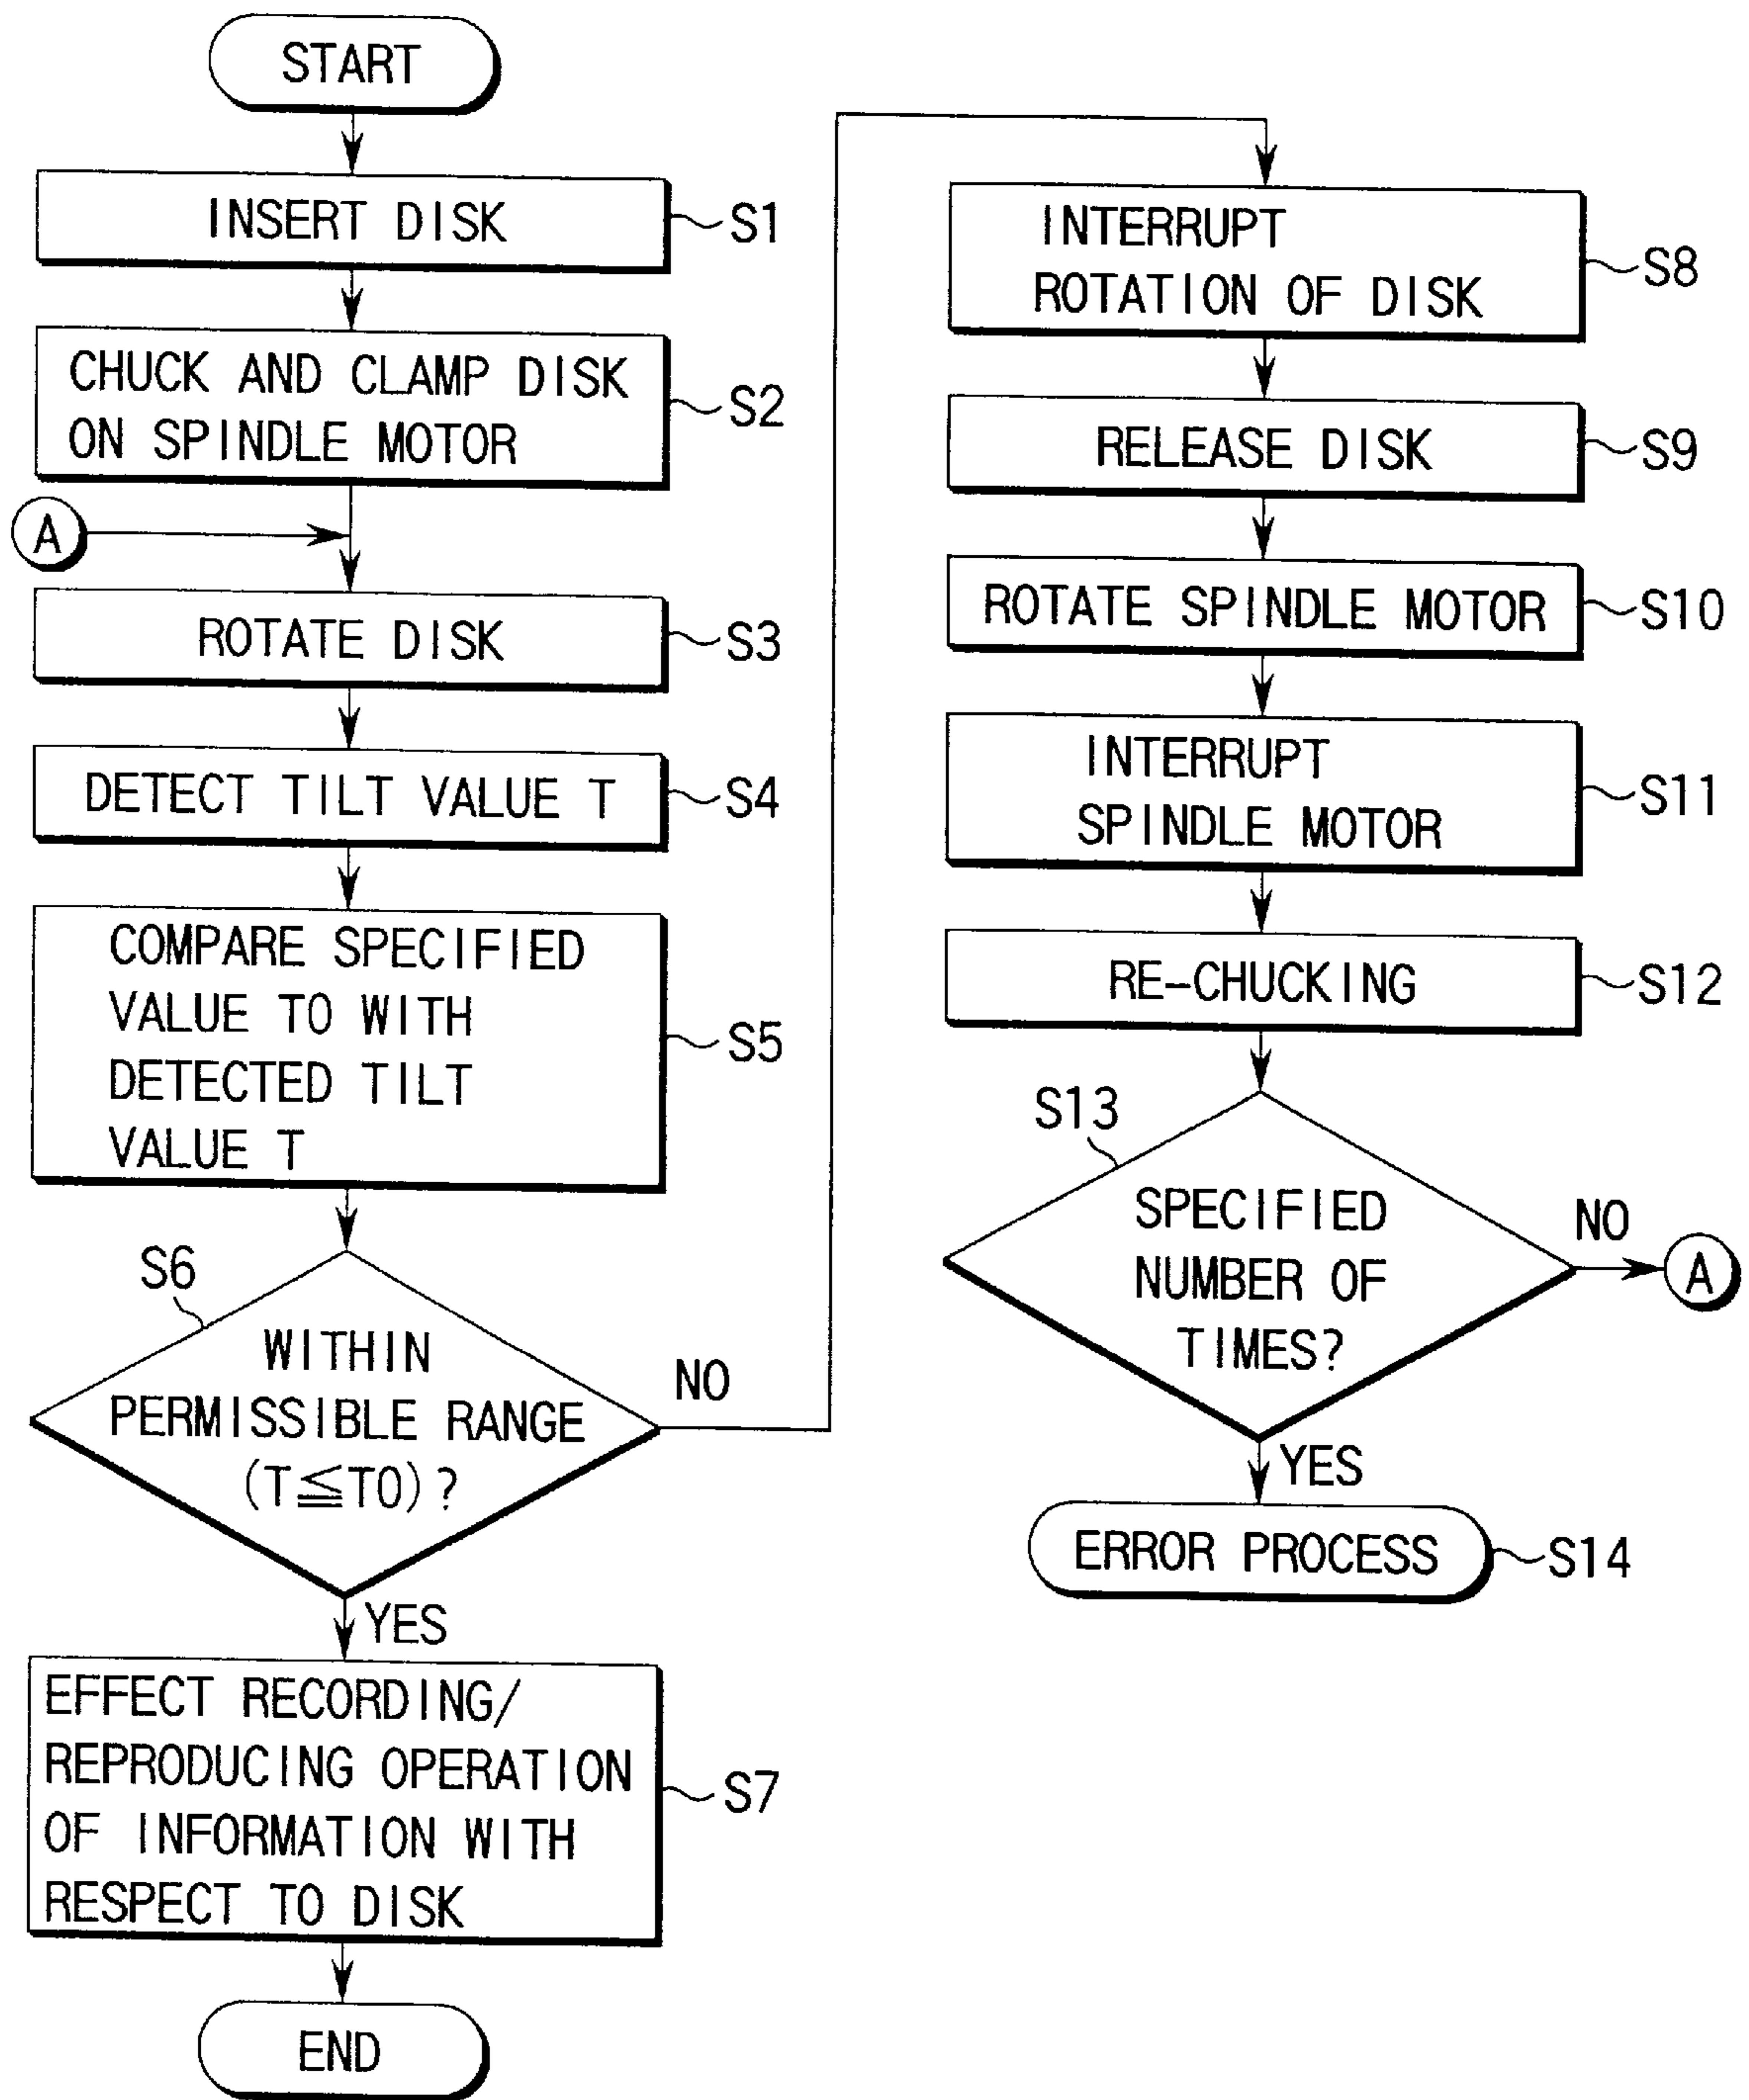 START
INSERT DISK
S1
CHUCK AND CLAMP DISK
ON SPINDLE MOTOR
S2
A
ROTATE DISK
S3
DETECT TILT VALUE T
S4
COMPARE SPECIFIED
VALUE TO WITH
DETECTED TILT
VALUE T
S5
S6
WITHIN
PERMISSIBLE RANGE
(T≦TO)?
NO
YES
EFFECT RECORDING/
REPRODUCING OPERATION
OF INFORMATION WITH
RESPECT TO DISK
S7
END
INTERRUPT
ROTATION OF DISK
S8
RELEASE DISK
S9
ROTATE SPINDLE MOTOR
S10
INTERRUPT
SPINDLE MOTOR
S11
RE-CHUCKING
S12
S13
SPECIFIED
NUMBER OF
TIMES?
NO
A
YES
ERROR PROCESS
S14